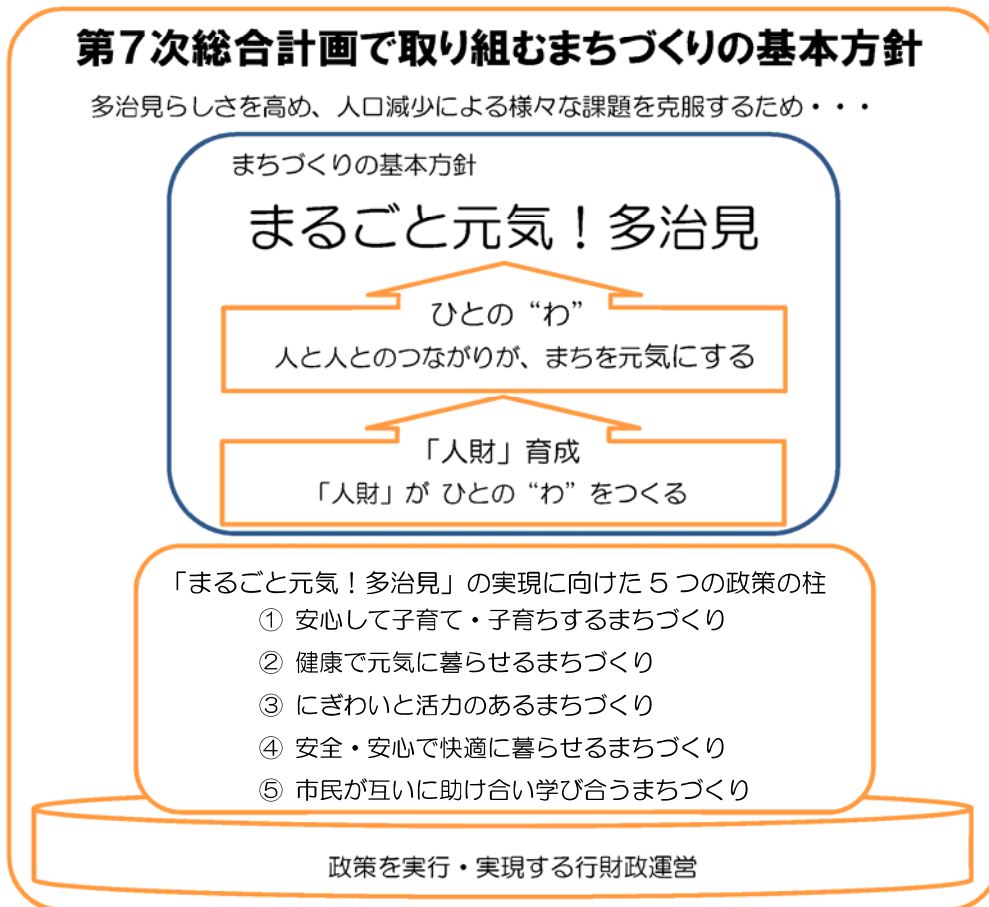 第7次総合計画で取り組むまちづくりの基本方針
多治見らしさを高め、人口減少による様々な課題を克服するため・・・
まちづくりの基本方針
まるごと元気！多治見
ひとの“わ”
人と人とのつながりが、まちを元気にする
「人財」育成
「人財」が ひとの“わ”をつくる
「まるごと元気！多治見」の実現に向けた5つの政策の柱
① 安心して子育て・子育ちするまちづくり
② 健康で元気に暮らせるまちづくり
③ にぎわいと活力のあるまちづくり
④ 安全・安心で快適に暮らせるまちづくり
⑤ 市民が互いに助け合い学び合うまちづくり
政策を実行・実現する行財政運営